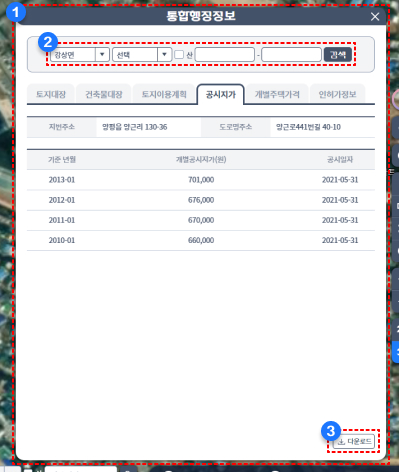 1
통합행정정보
2
강상면 선택 산 - 검색
토지대장 건축물대장 토지이용계획 공시지가 개별주택가격 인허가정보
지번주소 양평읍 양근리 130-36 도로명주소 양근로441번길 40-10
기준 년월 개별공시지가(원) 공시일자
2013-01 701,000 2021-05-31
2012-01 676,000 2021-05-31
2011-01 670,000 2021-05-31
2010-01 660,000 2021-05-31
3
다운로드